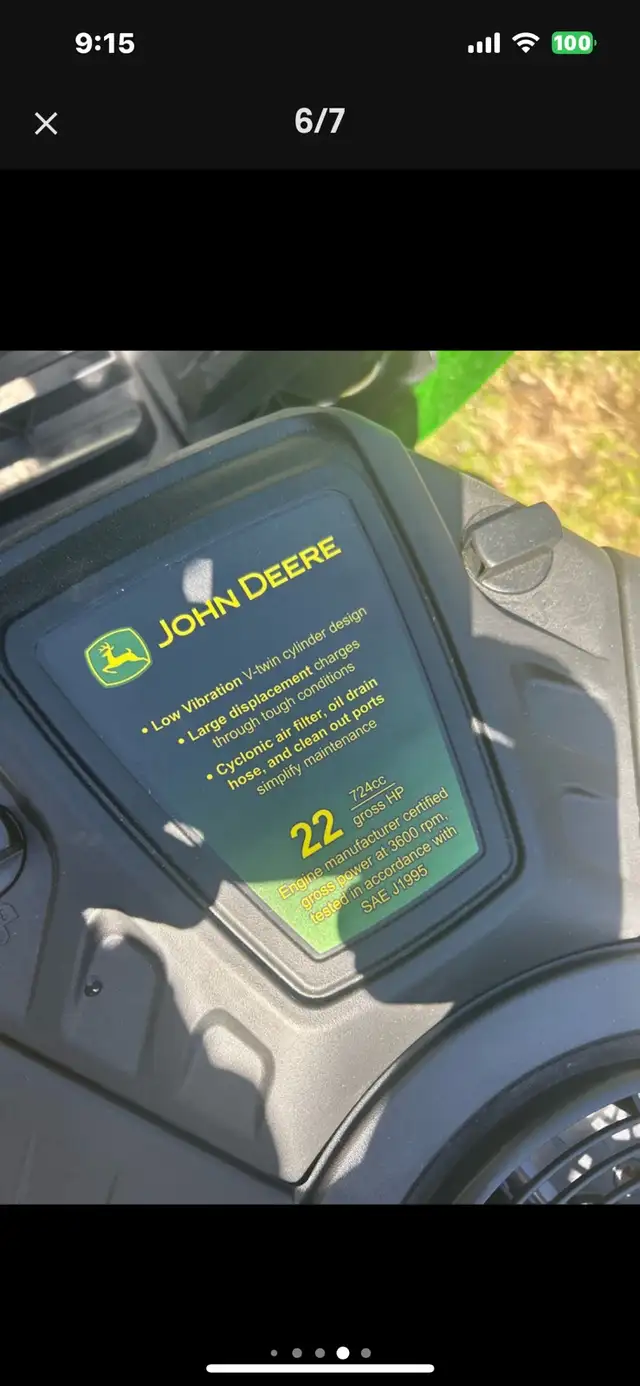 9:15
100
6/7
JOHN DEERE
• Low Vibration V-twin cylinder design
• Large displacement charges
through tough conditions
• Cyclonic air filter, oil drain
hose, and clean out ports
simplify maintenance
22
724cc
gross HP
Engine manufacturer certified
gross power at 3600 rpm,
tested in accordance with
SAE J1995